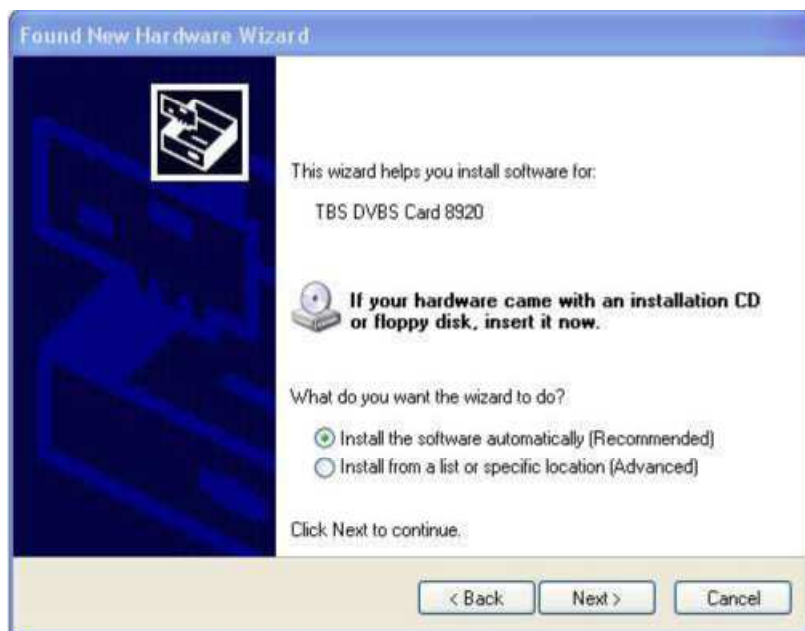 Found New Hardware Wizard
This wizard helps you install software for:
TBS DVBS Card 8920
If your hardware came with an installation CD
or floppy disk, insert it now.
What do you want the wizard to do?
Install the software automatically (Recommended)
Install from a list or specific location (Advanced)
Click Next to continue.
< Back Next > Cancel